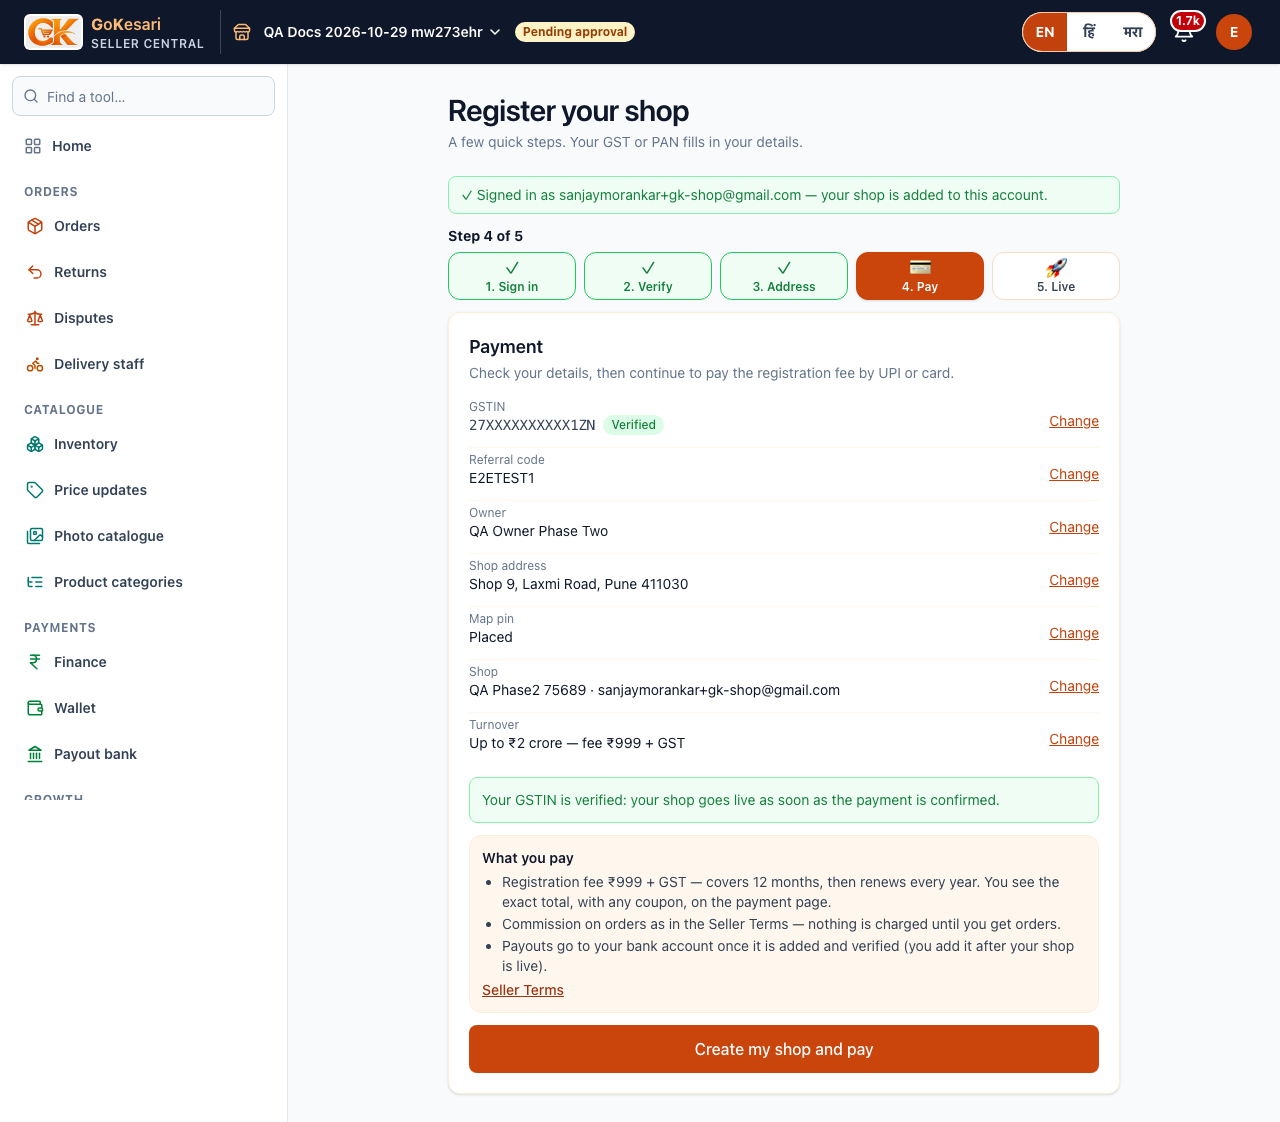 GK
GoKesari
SELLER CENTRAL
QA Docs 2026-10-29 mw273ehr
Pending approval
EN
हिं
मरा
1.7k
E
Find a tool...
Home
ORDERS
Orders
Returns
Disputes
Delivery staff
CATALOGUE
Inventory
Price updates
Photo catalogue
Product categories
PAYMENTS
Finance
Wallet
Payout bank
GROWTH
Register your shop
A few quick steps. Your GST or PAN fills in your details.
✓ Signed in as sanjaymorankar+gk-shop@gmail.com — your shop is added to this account.
Step 4 of 5
1. Sign in
2. Verify
3. Address
4. Pay
5. Live
Payment
Check your details, then continue to pay the registration fee by UPI or card.
GSTIN
27XXXXXXXXXX1ZN Verified
Change
Referral code
E2ETEST1
Change
Owner
QA Owner Phase Two
Change
Shop address
Shop 9, Laxmi Road, Pune 411030
Change
Map pin
Placed
Change
Shop
QA Phase2 75689 · sanjaymorankar+gk-shop@gmail.com
Change
Turnover
Up to ₹2 crore — fee ₹999 + GST
Change
Your GSTIN is verified: your shop goes live as soon as the payment is confirmed.
What you pay
• Registration fee ₹999 + GST — covers 12 months, then renews every year. You see the
exact total, with any coupon, on the payment page.
• Commission on orders as in the Seller Terms — nothing is charged until you get orders.
• Payouts go to your bank account once it is added and verified (you add it after your shop
is live).
Seller Terms
Create my shop and pay